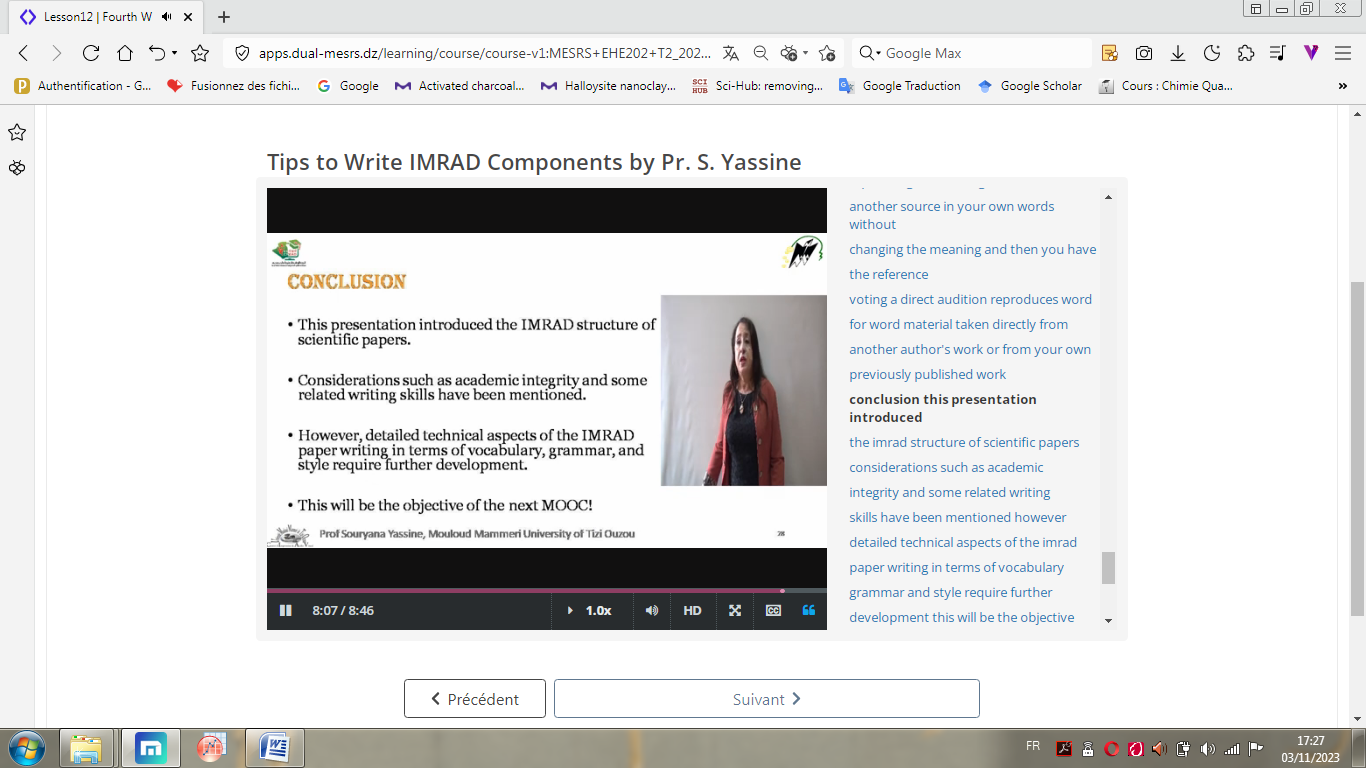 Lesson12 | Fourth W
apps.dual-mesrs.dz/learning/course/course-v1:MESRS+EHE202+T2_202...
Google Max
Authentification - G...
Fusionnez des fichi...
Google
Activated charcoal...
Halloysite nanoclay...
SCI HUB
Sci-Hub: removing...
Google Traduction
Google Scholar
Cours : Chimie Qua...
Tips to Write IMRAD Components by Pr. S. Yassine
CONCLUSION
• This presentation introduced the IMRAD structure of
scientific papers.
• Considerations such as academic integrity and some
related writing skills have been mentioned.
• However, detailed technical aspects of the IMRAD
paper writing in terms of vocabulary, grammar, and
style require further development.
• This will be the objective of the next MOOC!
Prof Souryana Yassine, Mouloud Mammeri University of Tizi Ouzou
28
8:07 / 8:46
1.0x
HD
CC
another source in your own words
without
changing the meaning and then you have
the reference
voting a direct audition reproduces word
for word material taken directly from
another author's work or from your own
previously published work
conclusion this presentation
introduced
the imrad structure of scientific papers
considerations such as academic
integrity and some related writing
skills have been mentioned however
detailed technical aspects of the imrad
paper writing in terms of vocabulary
grammar and style require further
development this will be the objective
Précédent
Suivant
FR
17:27
03/11/2023